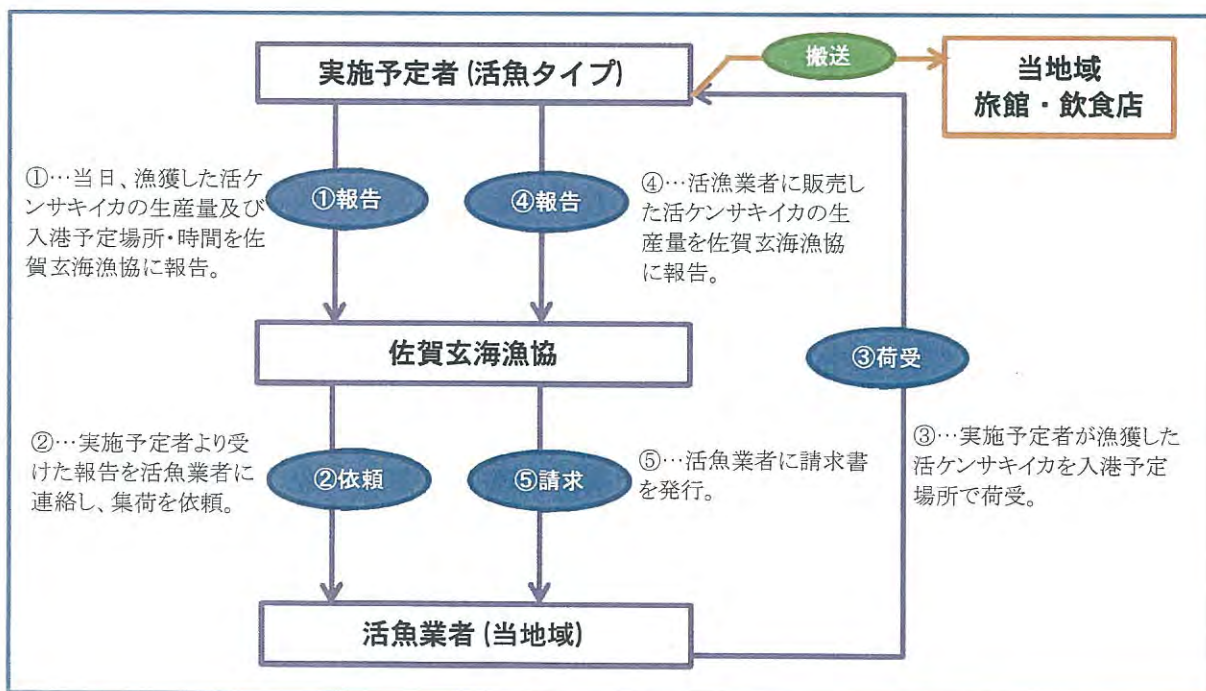 実施予定者(活魚タイプ)
搬送
当地域
旅館・飲食店
①…当日、漁獲した活ケ
ンサキイカの生産量及び
入港予定場所・時間を佐
賀玄海漁協に報告。
①報告
④報告
④…活漁業者に販売し
た活ケンサキイカの生
産量を佐賀玄海漁協
に報告。
佐賀玄海漁協
③荷受
②…実施予定者より受
けた報告を活魚業者に
連絡し、集荷を依頼。
②依頼
⑤請求
⑤…活魚業者に請求書
を発行。
③…実施予定者が漁獲した
活ケンサキイカを入港予定
場所で荷受。
活魚業者(当地域)